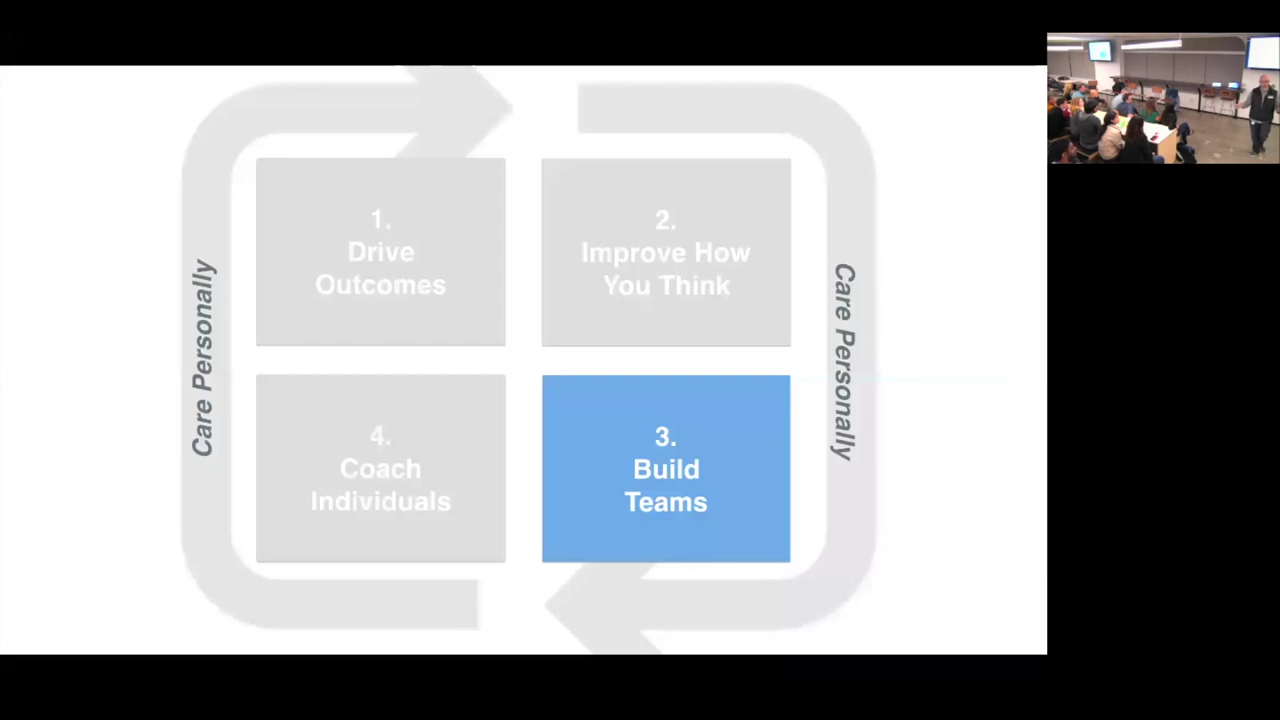 Care Personally
1.
Drive
Outcomes
2.
Improve How
You Think
Care Personally
4.
Coach
Individuals
3.
Build
Teams